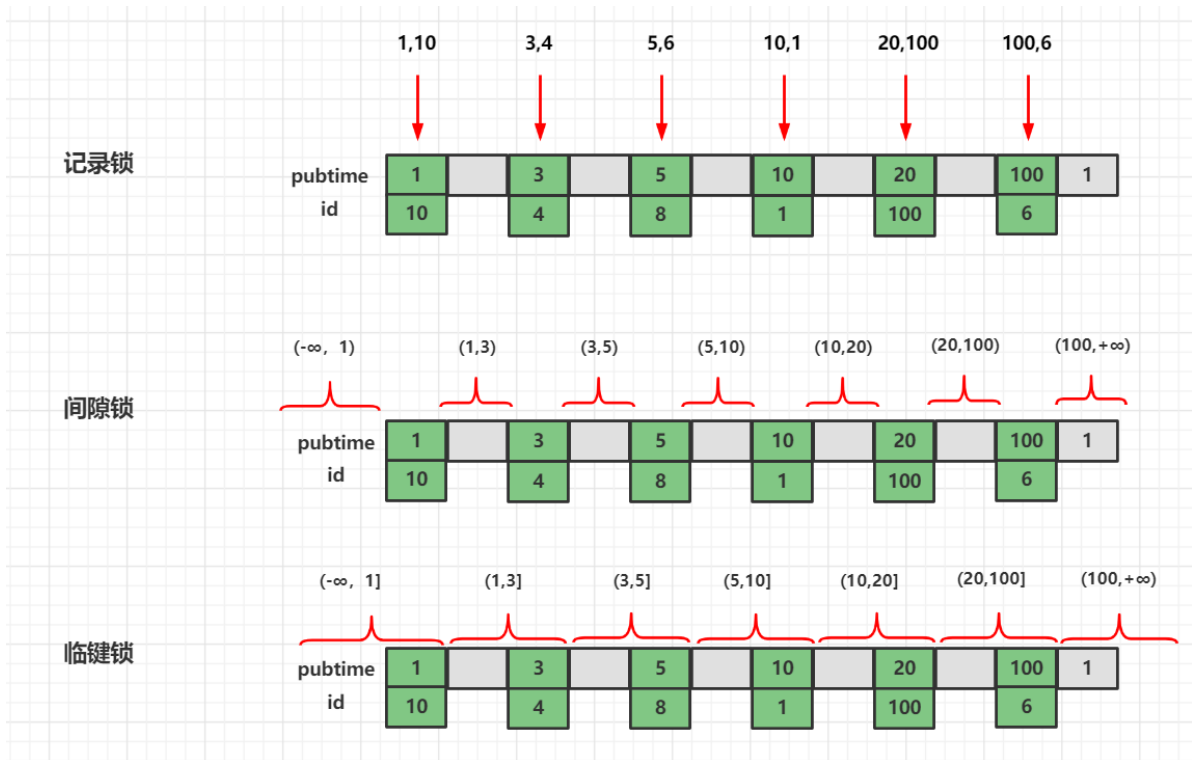 1,10 3,4 5,6 10,1 20,100 100,6
记录锁
pubtime 1 3 5 10 20 100 1
id 10 4 8 1 100 6
(-∞, 1) (1,3) (3,5) (5,10) (10,20) (20,100) (100,+∞)
间隙锁
pubtime 1 3 5 10 20 100 1
id 10 4 8 1 100 6
(-∞, 1] (1,3] (3,5] (5,10] (10,20] (20,100] (100,+∞)
临键锁
pubtime 1 3 5 10 20 100 1
id 10 4 8 1 100 6